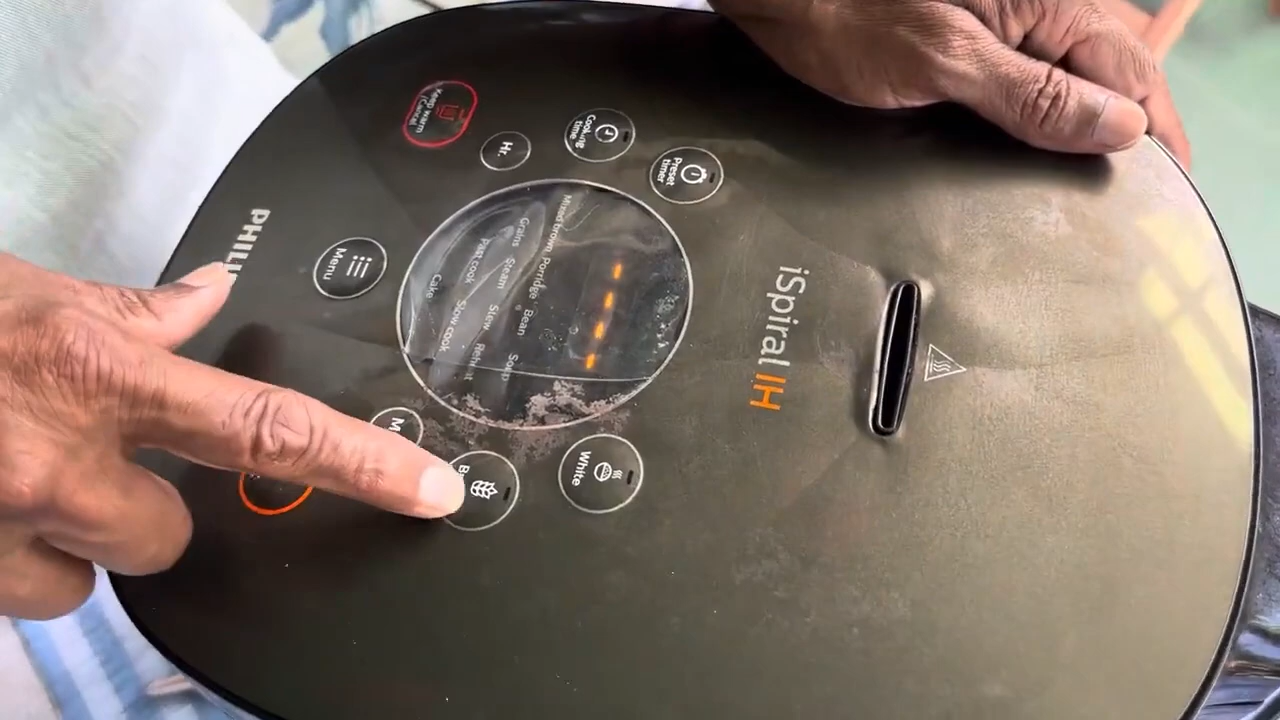 iSpiral IH
Preset
timer
White
Cooking
time
Hr.
Keep warm
/Cancel
Mixed brown Porridge Bean Soup
Grains Steam Stew Reheat
Fast cook Slow cook
Cake
Menu